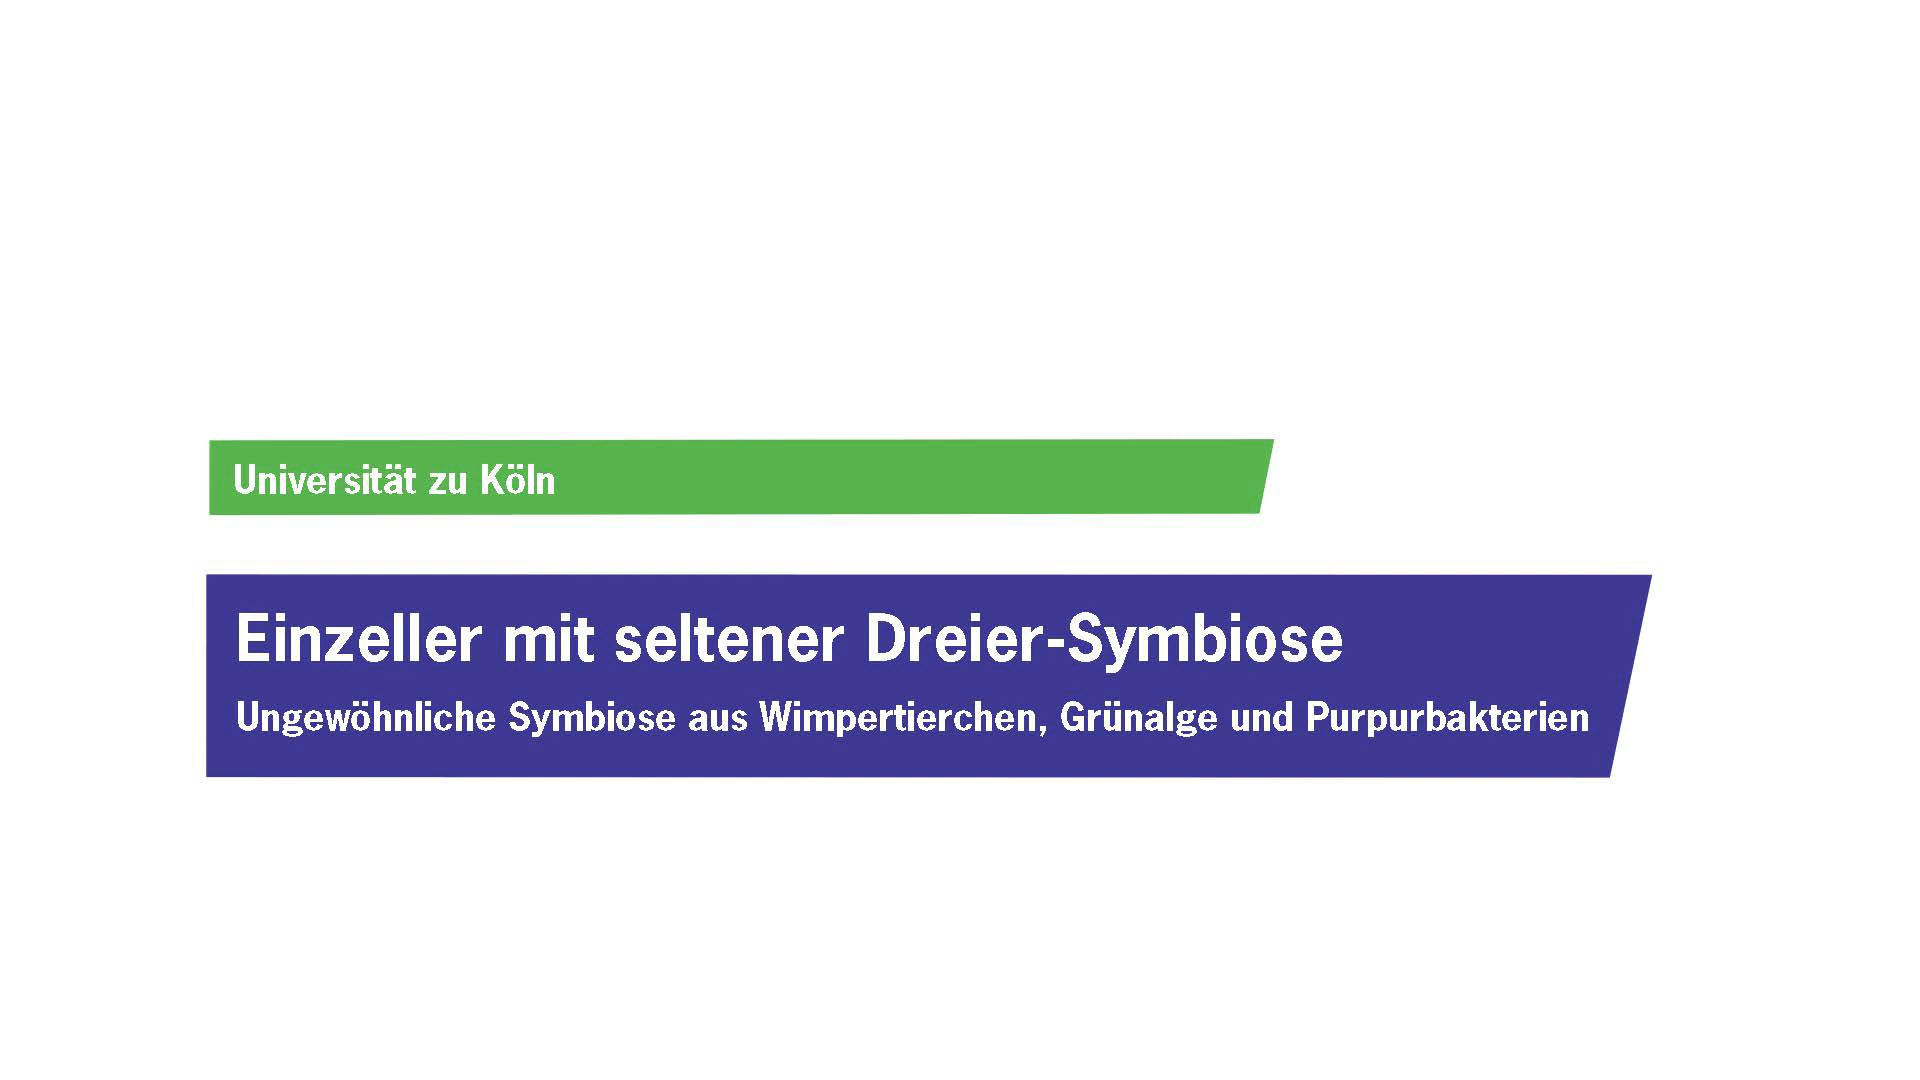 Universität zu Köln
Einzeller mit seltener Dreier-Symbiose
Ungewöhnliche Symbiose aus Wimpertierchen, Grünalge und Purpurbakterien